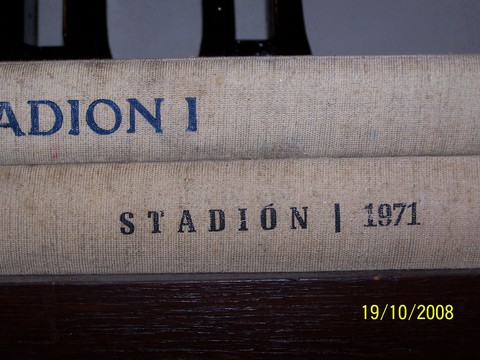 ADION I
STADIÓN | 1971
19/10/2008